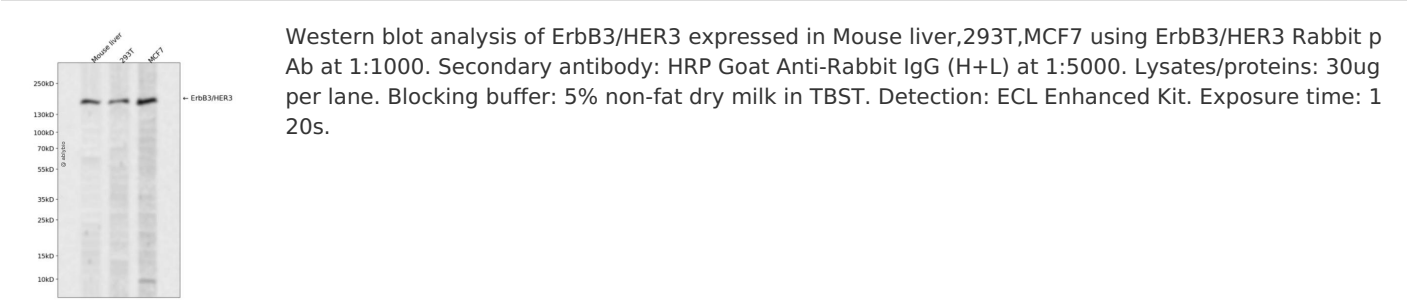 Mouse liver
293T
MCF7
250kD
130kD
100kD
70kD
55kD
35kD
25kD
15kD
10kD
← ErbB3/HER3
Western blot analysis of ErbB3/HER3 expressed in Mouse liver,293T,MCF7 using ErbB3/HER3 Rabbit p
Ab at 1:1000. Secondary antibody: HRP Goat Anti-Rabbit IgG (H+L) at 1:5000. Lysates/proteins: 30ug
per lane. Blocking buffer: 5% non-fat dry milk in TBST. Detection: ECL Enhanced Kit. Exposure time: 1
20s.